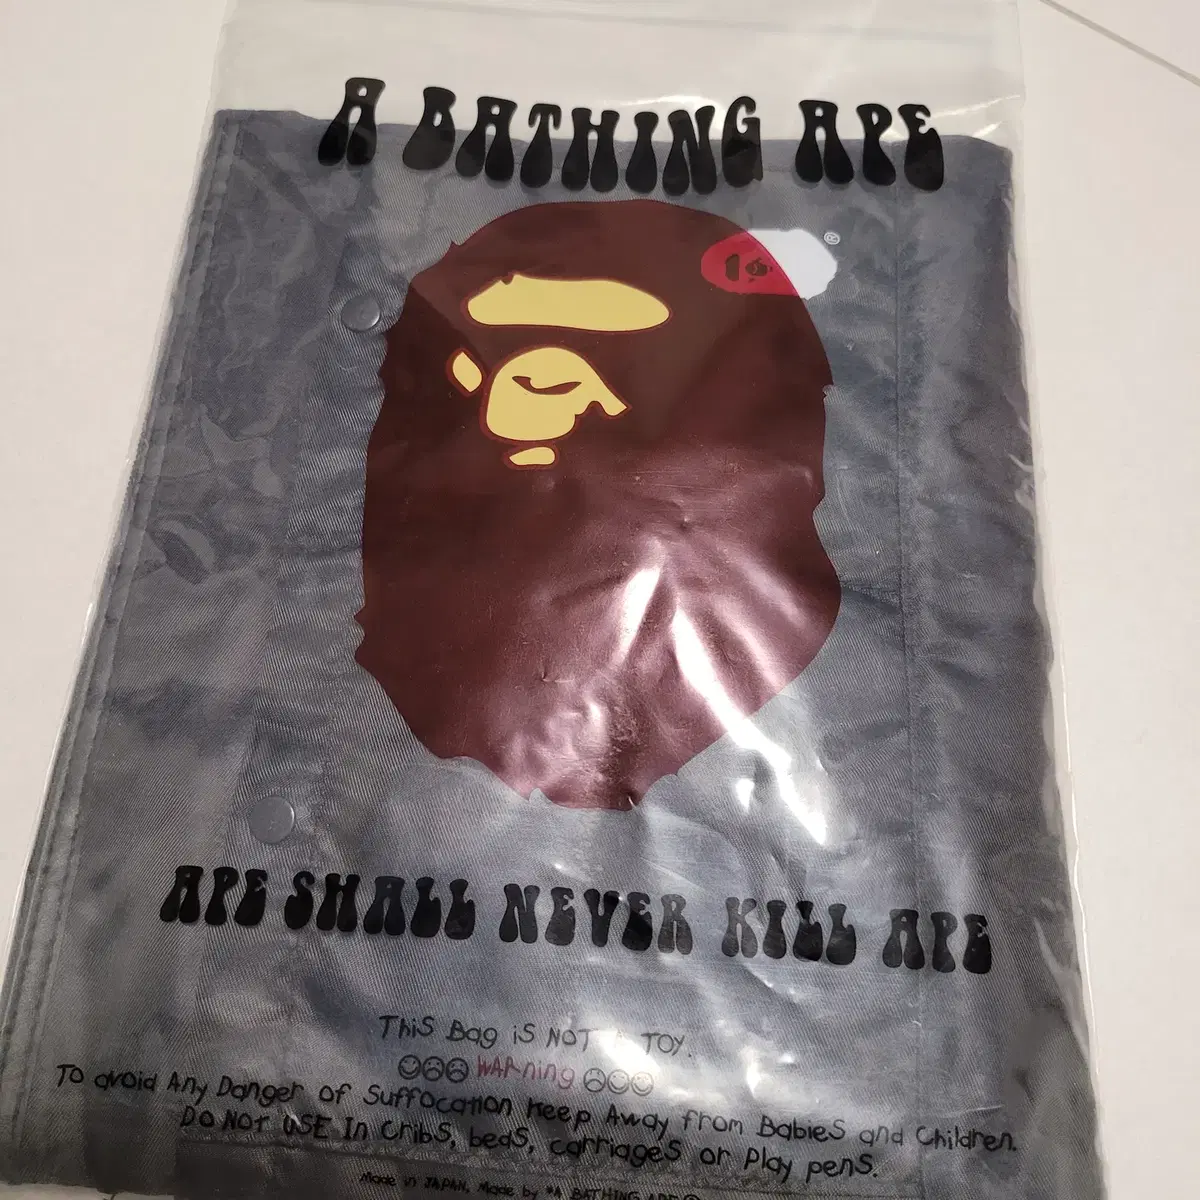 A BATHING APE
®
APE SHALL NEVER KILL APE
This Bag is NOT A TOY.
WARning
To avoid Any Danger of Suffocation Keep Away from Babies and Children.
Do NOT USE In Cribs, beds, carriages or Play pens.
Made in JAPAN, Made by *A BATHING APE®